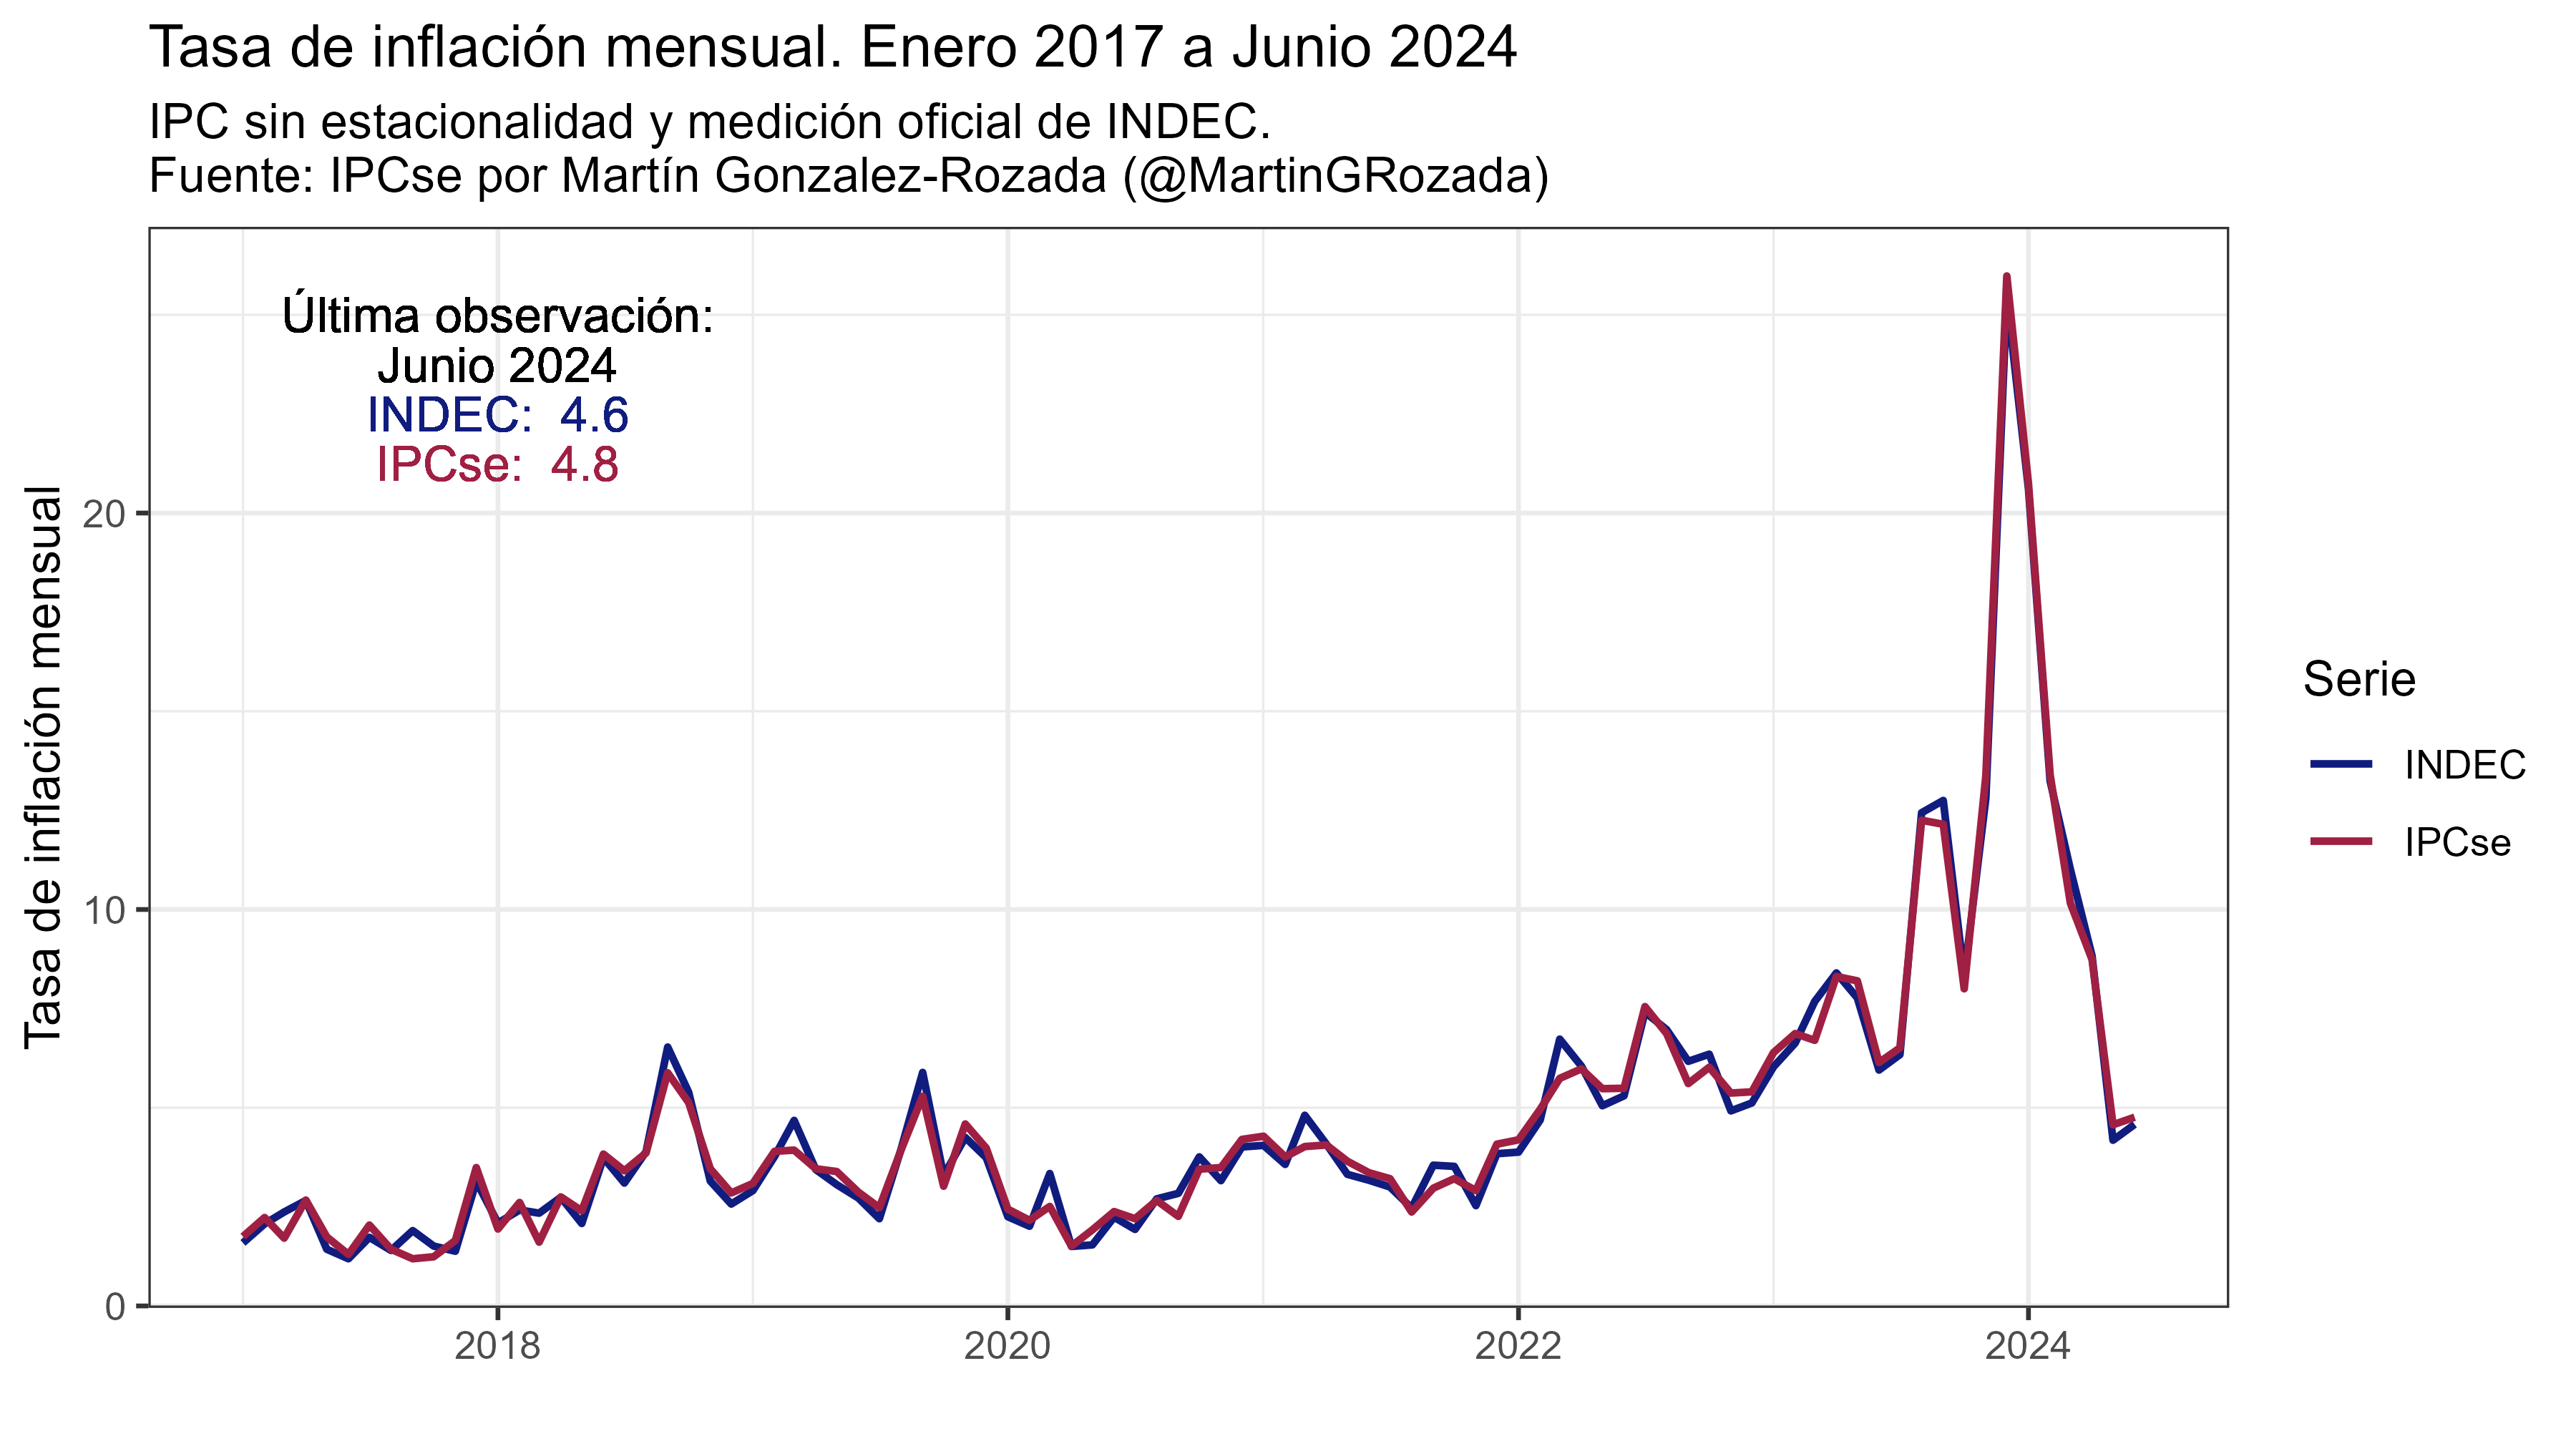 Tasa de inflación mensual. Enero 2017 a Junio 2024
IPC sin estacionalidad y medición oficial de INDEC.
Fuente: IPCse por Martín Gonzalez-Rozada (@MartinGRozada)
Última observación:
Junio 2024
INDEC: 4.6
IPCse: 4.8
Tasa de inflación mensual
20
10
0
2018
2020
2022
2024
Serie
INDEC
IPCse